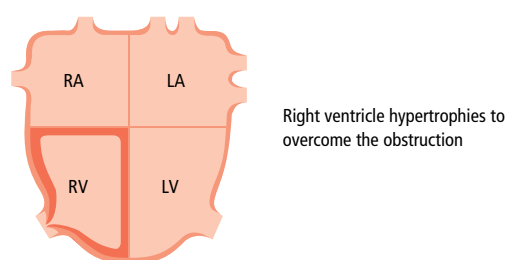 RA
LA
Right ventricle hypertrophies to
overcome the obstruction
RV
LV